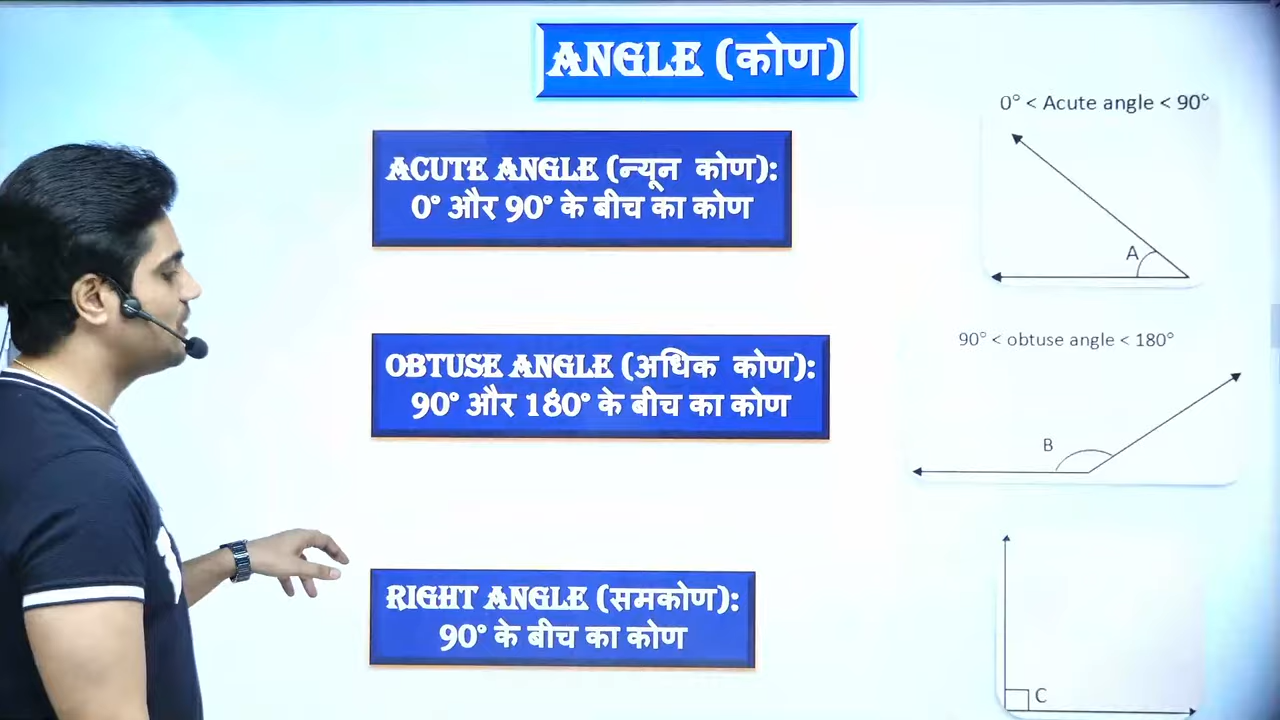 ANGLE (कोण)
ACUTE ANGLE (न्यून कोण):
0° और 90° के बीच का कोण
0° < Acute angle < 90°
A
OBTUSE ANGLE (अधिक कोण):
90° और 180° के बीच का कोण
90° < obtuse angle < 180°
B
RIGHT ANGLE (समकोण):
90° के बीच का कोण
C